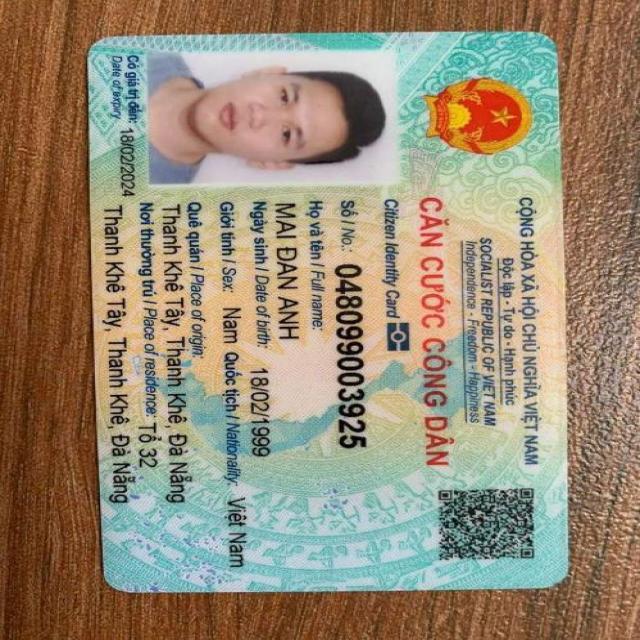 CỘNG HÒA XÃ HỘI CHỦ NGHĨA VIỆT NAM
Độc lập - Tự do - Hạnh phúc
SOCIALIST REPUBLIC OF VIET NAM
Independence - Freedom - Happiness
CĂN CƯỚC CÔNG DÂN
Citizen Identity Card
Số / No.: 048099003925
Họ và tên / Full name:
MAI ĐAN ANH
Ngày sinh / Date of birth: 18/02/1999
Giới tính / Sex: Nam Quốc tịch / Nationality: Việt Nam
Quê quán / Place of origin:
Thanh Khê Tây, Thanh Khê, Đà Nẵng
Nơi thường trú / Place of residence: Tổ 32
Thanh Khê Tây, Thanh Khê, Đà Nẵng
Có giá trị đến: 18/02/2024
Date of expiry